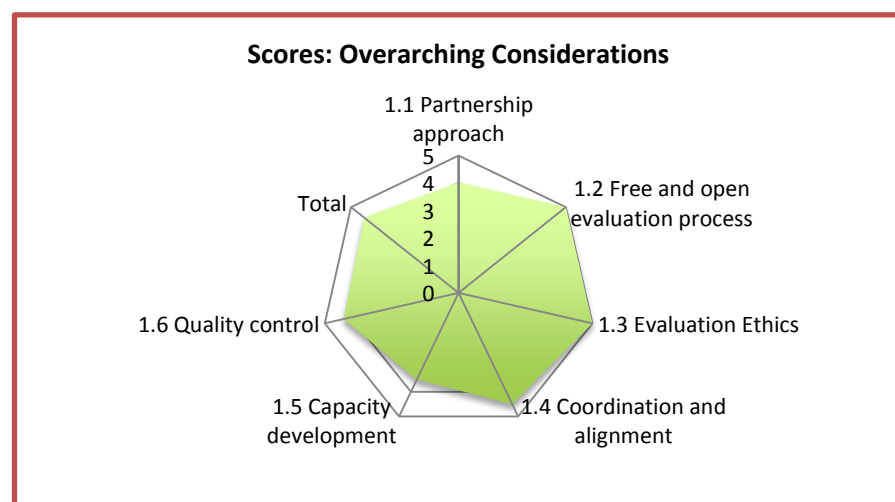 Scores: Overarching Considerations
1.1 Partnership
approach
5
4
3
2
1
0
1.2 Free and open
evaluation process
1.3 Evaluation Ethics
1.4 Coordination and
alignment
1.5 Capacity
development
1.6 Quality control
Total